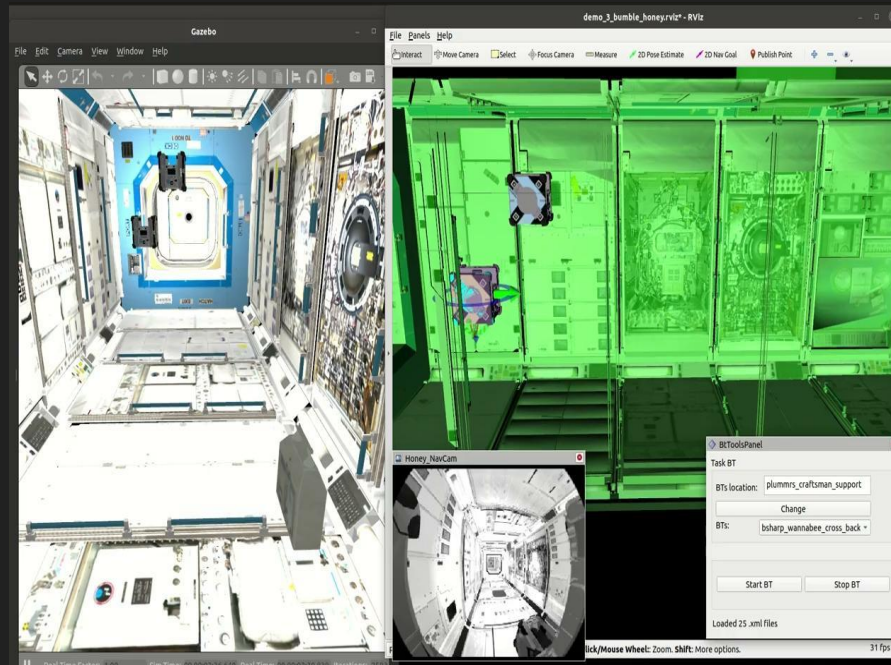 Gazebo
File Edit Camera View Window Help
demo_3_bumble_honey.rviz* - RViz
File Panels Help
Interact Move Camera Select Focus Camera Measure 2D Pose Estimate 2D Nav Goal Publish Point
Honey_NavCam
BtToolsPanel
Task BT
BTs location: plummrs_craftsman_support
Change
BTs: bsharp_wannabee_cross_back
Start BT Stop BT
Loaded 25 .xml files
lick/Mouse Wheel: Zoom. Shift: More options.
31 fps